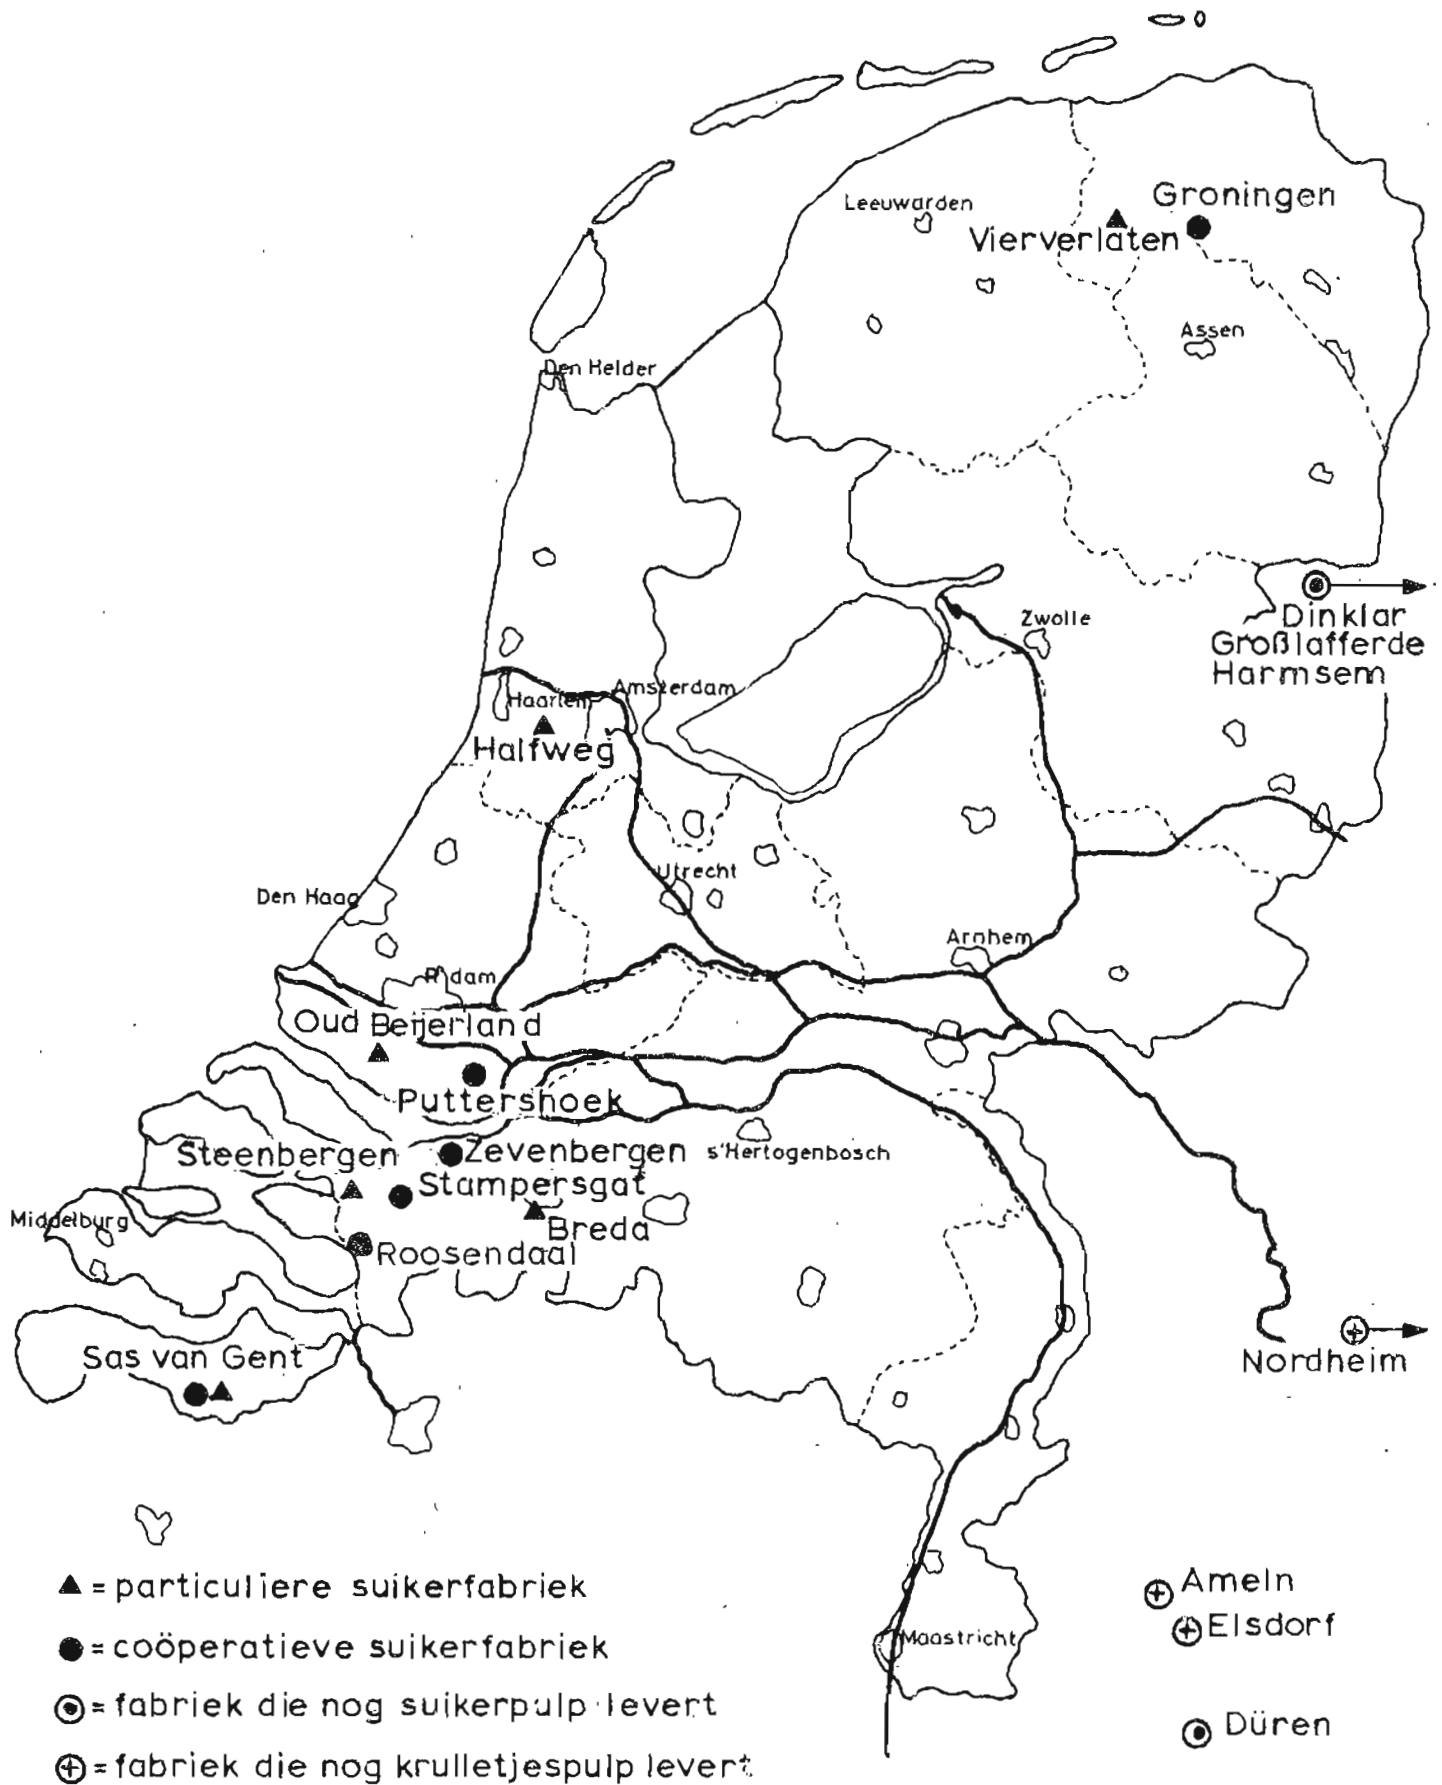 Groningen
Leeuwarden
Vierverlaten
Assen
Den Helder
Dinklar
Zwolle
Großlafferde
Harmsem
Amsterdam
Haarlem
Halfweg
Utrecht
Den Haag
Arnhem
R'dam
Oud Beijerland
Puttershoek
Steenbergen
Zevenbergen
s'Hertogenbosch
Stampersgat
Middelburg
Breda
Roosendaal
Sas van Gent
Nordheim
▲ = particuliere suikerfabriek
Ameln
Elsdorf
● = coöperatieve suikerfabriek
Maastricht
⊙ = fabriek die nog suikerpulp levert
Düren
⊕ = fabriek die nog krulletjespulp levert